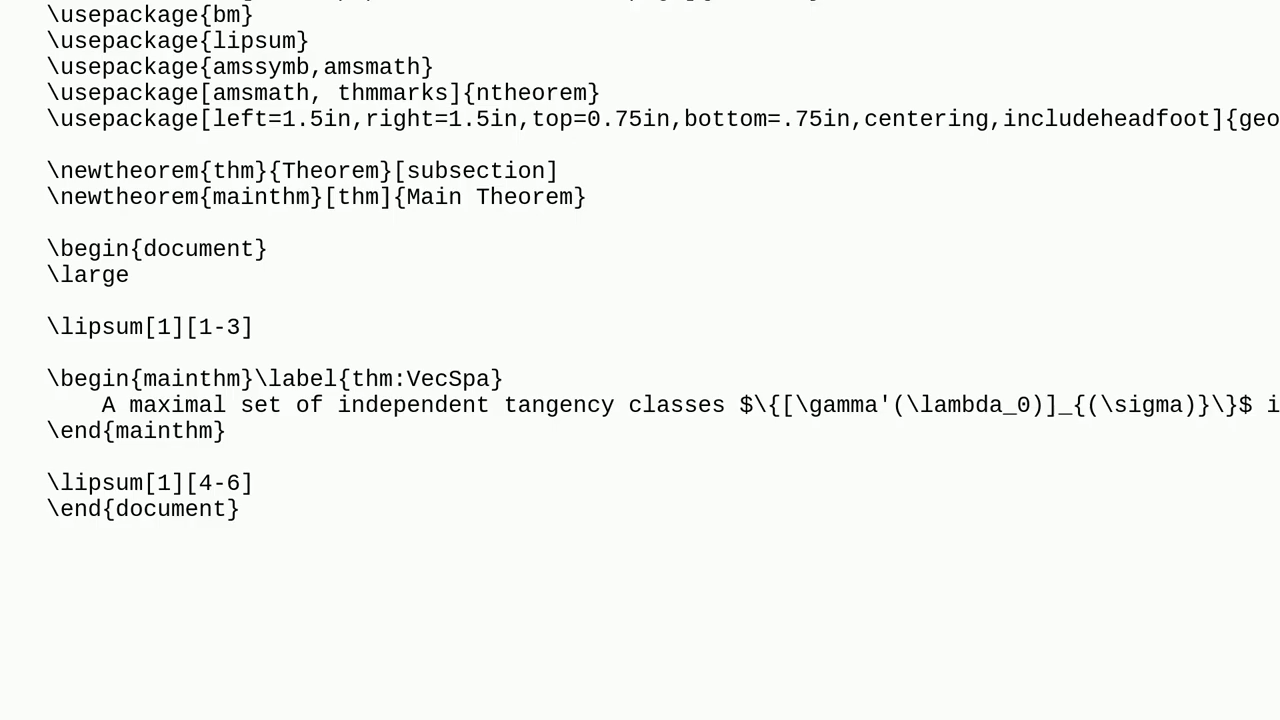 \usepackage{bm}
\usepackage{lipsum}
\usepackage{amssymb,amsmath}
\usepackage[amsmath, thmmarks]{ntheorem}
\usepackage[left=1.5in,right=1.5in,top=0.75in,bottom=.75in,centering,includeheadfoot]{geo
\newtheorem{thm}{Theorem}[subsection]
\newtheorem{mainthm}[thm]{Main Theorem}
\begin{document}
\large
\lipsum[1][1-3]
\begin{mainthm}\label{thm:VecSpa}
    A maximal set of independent tangency classes $\{[\gamma'(\lambda_0)]_{(\sigma)}\}$ i
\end{mainthm}
\lipsum[1][4-6]
\end{document}